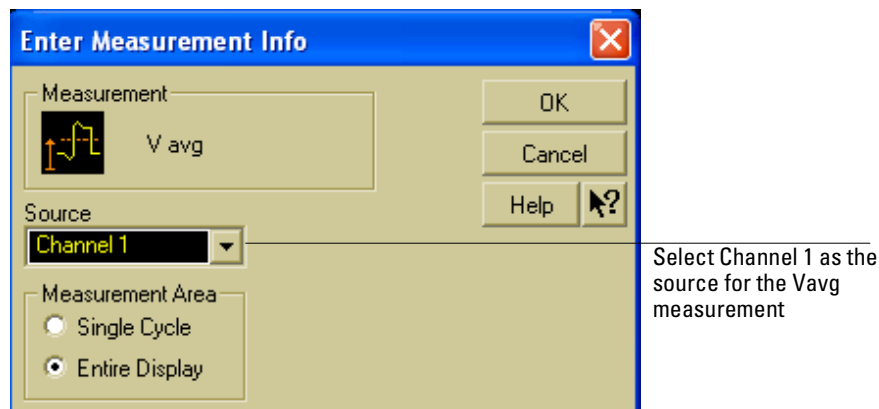 Enter Measurement Info
Measurement
V avg
OK
Cancel
Help
?
Source
Channel 1
Select Channel 1 as the
source for the Vavg
measurement
Measurement Area
Single Cycle
Entire Display